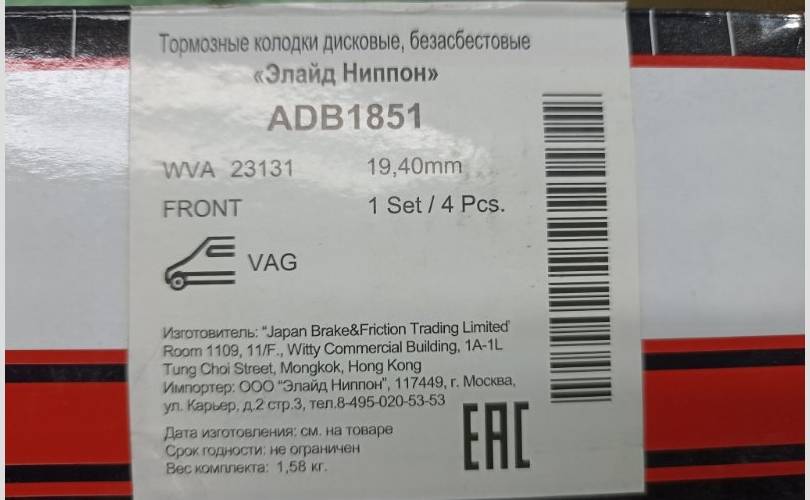 Тормозные колодки дисковые, безасбестовые
«Элайд Ниппон»
ADB1851
WVA 23131 19,40mm
FRONT 1 Set / 4 Pcs.
VAG
Изготовитель: “Japan Brake&Friction Trading Limited'
Room 1109, 11/F., Witty Commercial Building, 1A-1L
Tung Choi Street, Mongkok, Hong Kong
Импортер: ООО “Элайд Ниппон”, 117449, г. Москва,
ул. Карьер, д.2 стр.3, тел.8-495-020-53-53
Дата изготовления: см. на товаре
Срок годности: не ограничен
Вес комплекта: 1,58 кг.
EAC